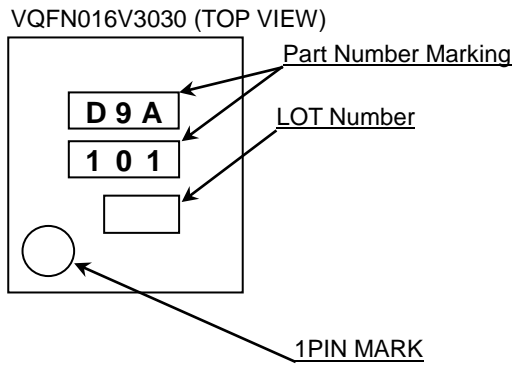 VQFN016V3030 (TOP VIEW)
Part Number Marking
D 9 A
LOT Number
1 0 1
1PIN MARK